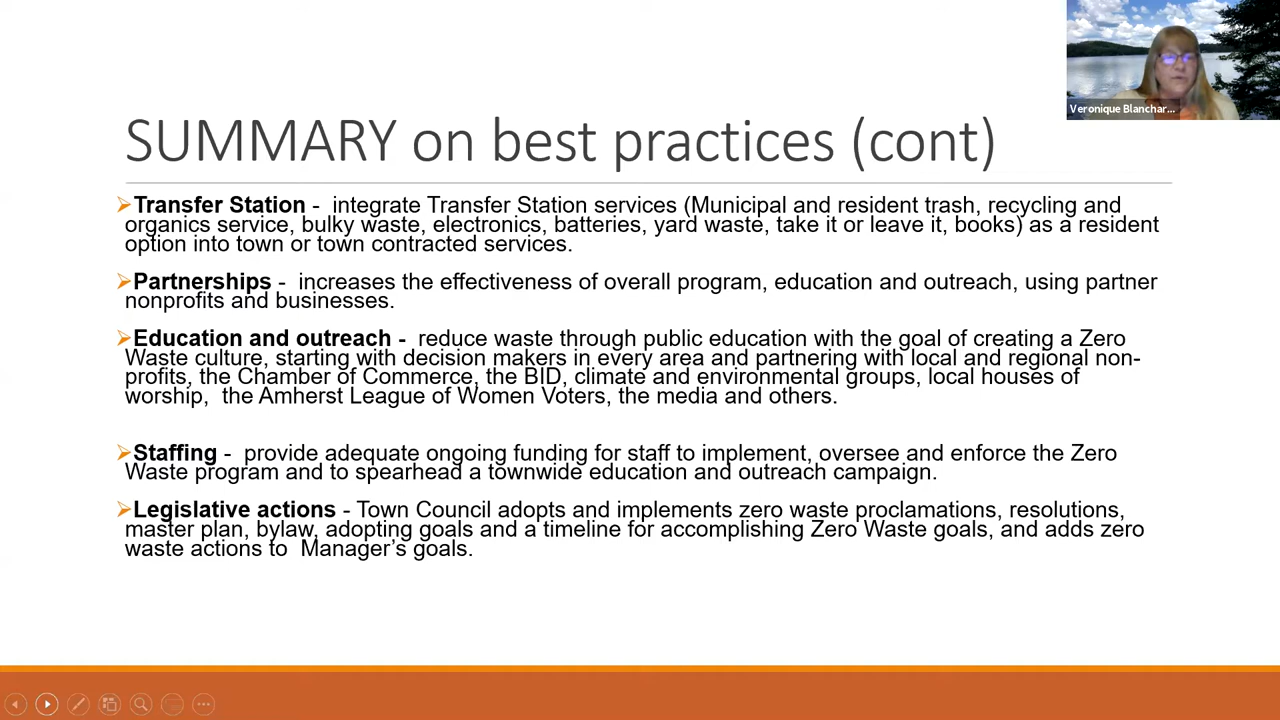 Veronique Blanchar...
SUMMARY on best practices (cont)
➢Transfer Station - integrate Transfer Station services (Municipal and resident trash, recycling and
organics service, bulky waste, electronics, batteries, yard waste, take it or leave it, books) as a resident
option into town or town contracted services.
➢Partnerships - increases the effectiveness of overall program, education and outreach, using partner
nonprofits and businesses.
➢Education and outreach - reduce waste through public education with the goal of creating a Zero
Waste culture, starting with decision makers in every area and partnering with local and regional non-
profits, the Chamber of Commerce, the BID, climate and environmental groups, local houses of
worship, the Amherst League of Women Voters, the media and others.
➢Staffing - provide adequate ongoing funding for staff to implement, oversee and enforce the Zero
Waste program and to spearhead a townwide education and outreach campaign.
➢Legislative actions - Town Council adopts and implements zero waste proclamations, resolutions,
master plan, bylaw, adopting goals and a timeline for accomplishing Zero Waste goals, and adds zero
waste actions to Manager’s goals.